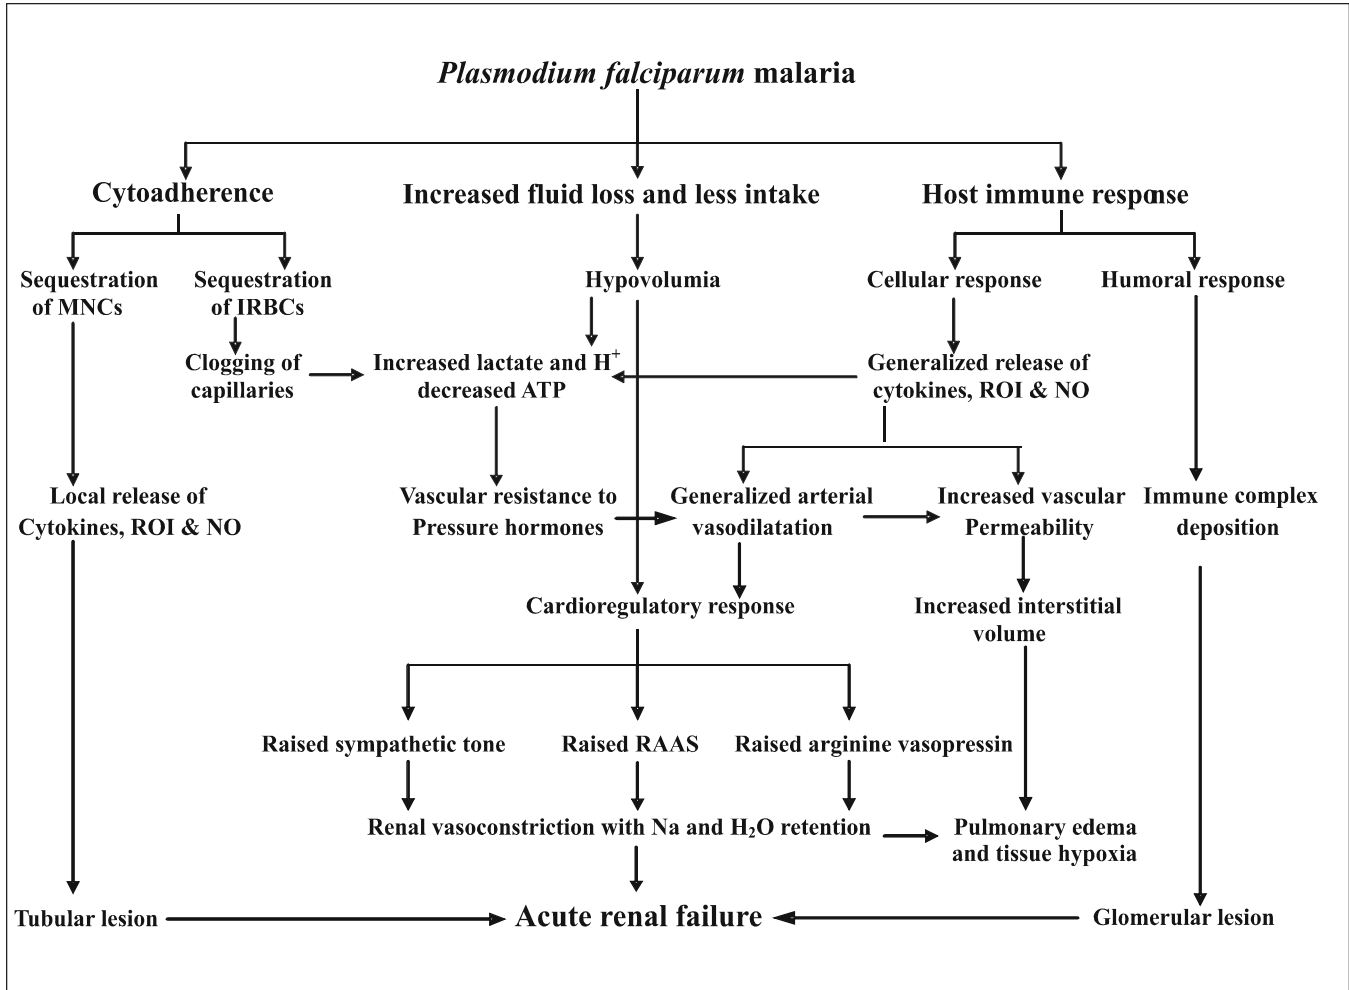 Plasmodium falciparum malaria
Cytoadherence
Increased fluid loss and less intake
Host immune response
Sequestration
of MNCs
Sequestration
of IRBCs
Hypovolumia
Cellular response
Humoral response
Clogging of
capillaries
Increased lactate and H⁺
decreased ATP
Generalized release of
cytokines, ROI & NO
Local release of
Cytokines, ROI & NO
Vascular resistance to
Pressure hormones
Generalized arterial
vasodilatation
Increased vascular
Permeability
Immune complex
deposition
Cardioregulatory response
Increased interstitial
volume
Raised sympathetic tone
Raised RAAS
Raised arginine vasopressin
Renal vasoconstriction with Na and H₂O retention
Pulmonary edema
and tissue hypoxia
Tubular lesion
Acute renal failure
Glomerular lesion